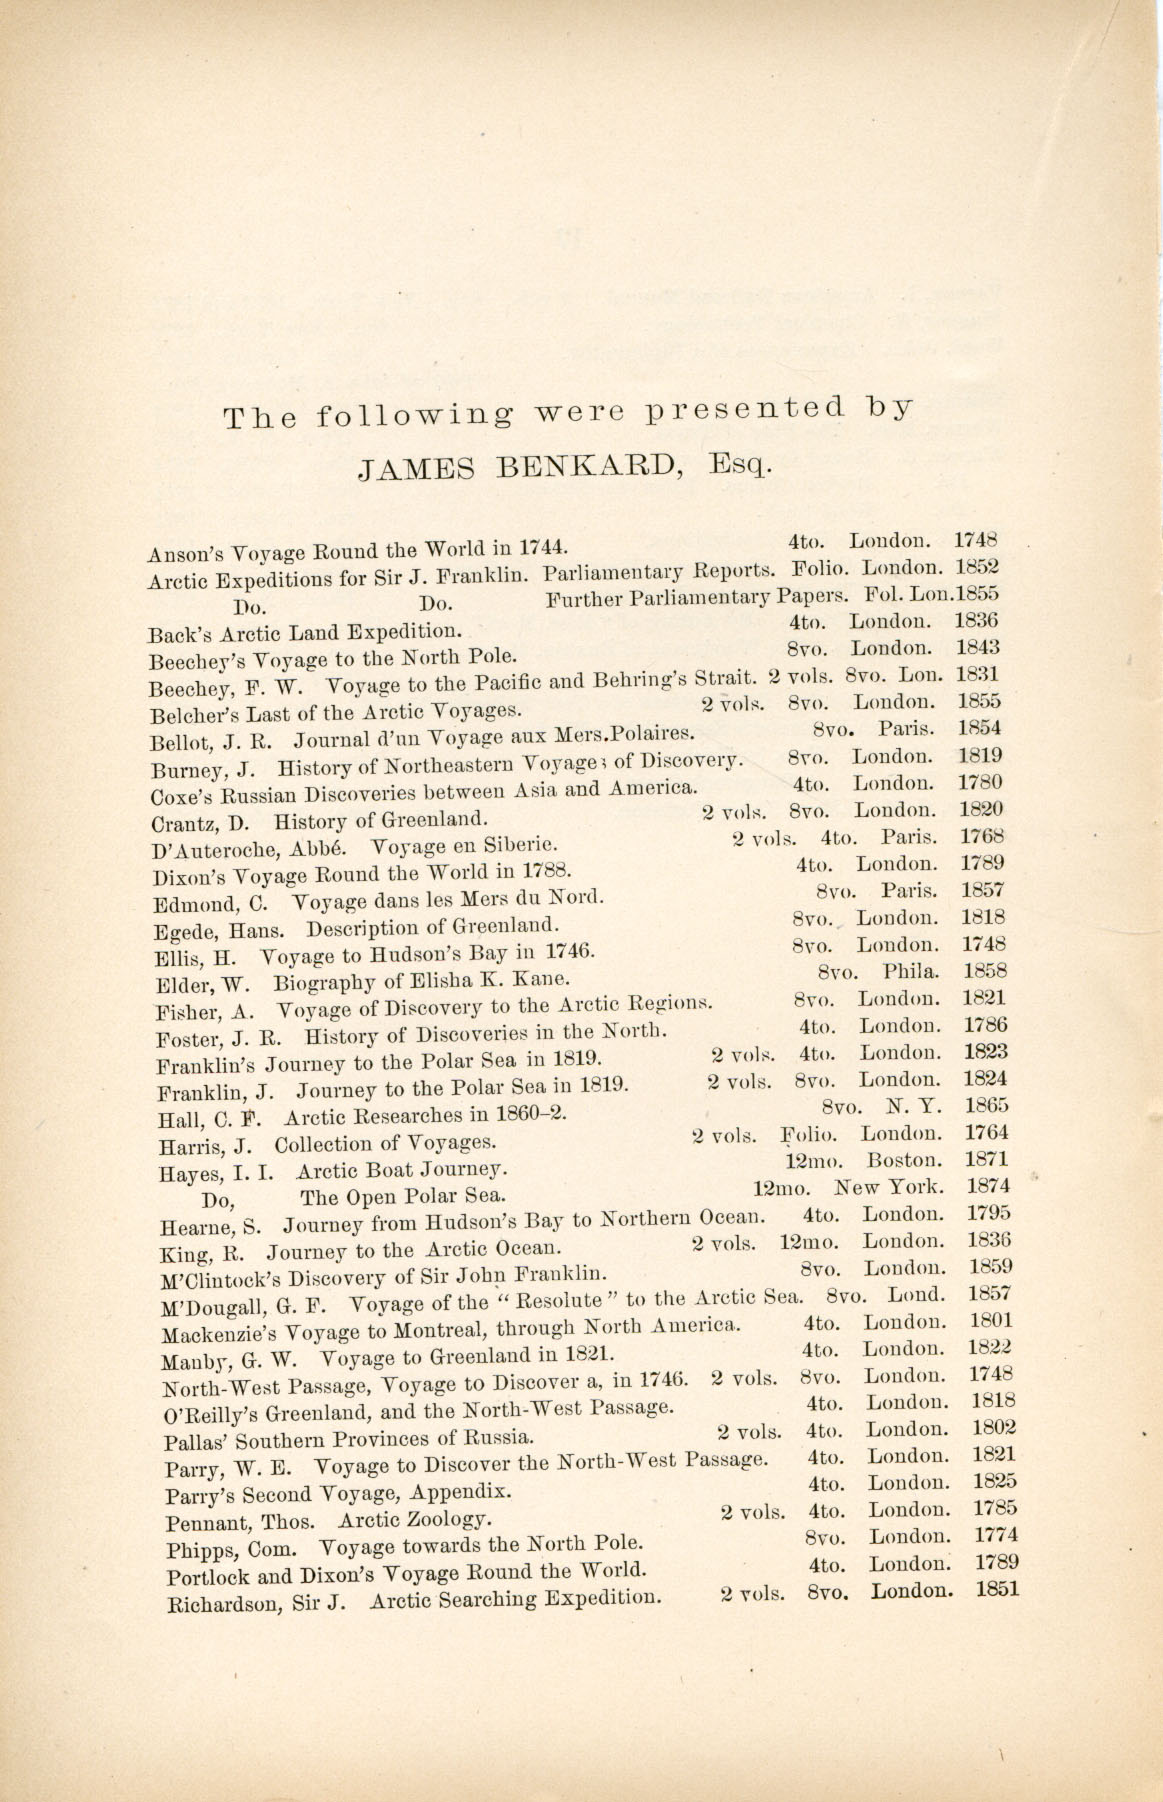 The following were presented by
JAMES BENKARD, Esq.
Anson's Voyage Round the World in 1744. 4to. London. 1748
Arctic Expeditions for Sir J. Franklin. Parliamentary Reports. Folio. London. 1852
Do. Do. Further Parliamentary Papers. Fol. Lon. 1855
Back's Arctic Land Expedition. 4to. London. 1836
Beechey's Voyage to the North Pole. 8vo. London. 1843
Beechey, F. W. Voyage to the Pacific and Behring's Strait. 2 vols. 8vo. Lon. 1831
Belcher's Last of the Arctic Voyages. 2 vols. 8vo. London. 1855
Bellot, J. R. Journal d'un Voyage aux Mers.Polaires. 8vo. Paris. 1854
Burney, J. History of Northeastern Voyages of Discovery. 8vo. London. 1819
Coxe's Russian Discoveries between Asia and America. 4to. London. 1780
Crantz, D. History of Greenland. 2 vols. 8vo. London. 1820
D'Auteroche, Abbé. Voyage en Siberie. 2 vols. 4to. Paris. 1768
Dixon's Voyage Round the World in 1788. 4to. London. 1789
Edmond, C. Voyage dans les Mers du Nord. 8vo. Paris. 1857
Egede, Hans. Description of Greenland. 8vo. London. 1818
Ellis, H. Voyage to Hudson's Bay in 1746. 8vo. London. 1748
Elder, W. Biography of Elisha K. Kane. 8vo. Phila. 1858
Fisher, A. Voyage of Discovery to the Arctic Regions. 8vo. London. 1821
Foster, J. R. History of Discoveries in the North. 4to. London. 1786
Franklin's Journey to the Polar Sea in 1819. 2 vols. 4to. London. 1823
Franklin, J. Journey to the Polar Sea in 1819. 2 vols. 8vo. London. 1824
Hall, C. F. Arctic Researches in 1860-2. 8vo. N. Y. 1865
Harris, J. Collection of Voyages. 2 vols. Folio. London. 1764
Hayes, I. I. Arctic Boat Journey. 12mo. Boston. 1871
Do, The Open Polar Sea. 12mo. New York. 1874
Hearne, S. Journey from Hudson's Bay to Northern Ocean. 4to. London. 1795
King, R. Journey to the Arctic Ocean. 2 vols. 12mo. London. 1836
M'Clintock's Discovery of Sir John Franklin. 8vo. London. 1859
M'Dougall, G. F. Voyage of the "Resolute" to the Arctic Sea. 8vo. Lond. 1857
Mackenzie's Voyage to Montreal, through North America. 4to. London. 1801
Manby, G. W. Voyage to Greenland in 1821. 4to. London. 1822
North-West Passage, Voyage to Discover a, in 1746. 2 vols. 8vo. London. 1748
O'Reilly's Greenland, and the North-West Passage. 4to. London. 1818
Pallas' Southern Provinces of Russia. 2 vols. 4to. London. 1802
Parry, W. E. Voyage to Discover the North-West Passage. 4to. London. 1821
Parry's Second Voyage, Appendix. 4to. London. 1825
Pennant, Thos. Arctic Zoology. 2 vols. 4to. London. 1785
Phipps, Com. Voyage towards the North Pole. 8vo. London. 1774
Portlock and Dixon's Voyage Round the World. 4to. London. 1789
Richardson, Sir J. Arctic Searching Expedition. 2 vols. 8vo. London. 1851